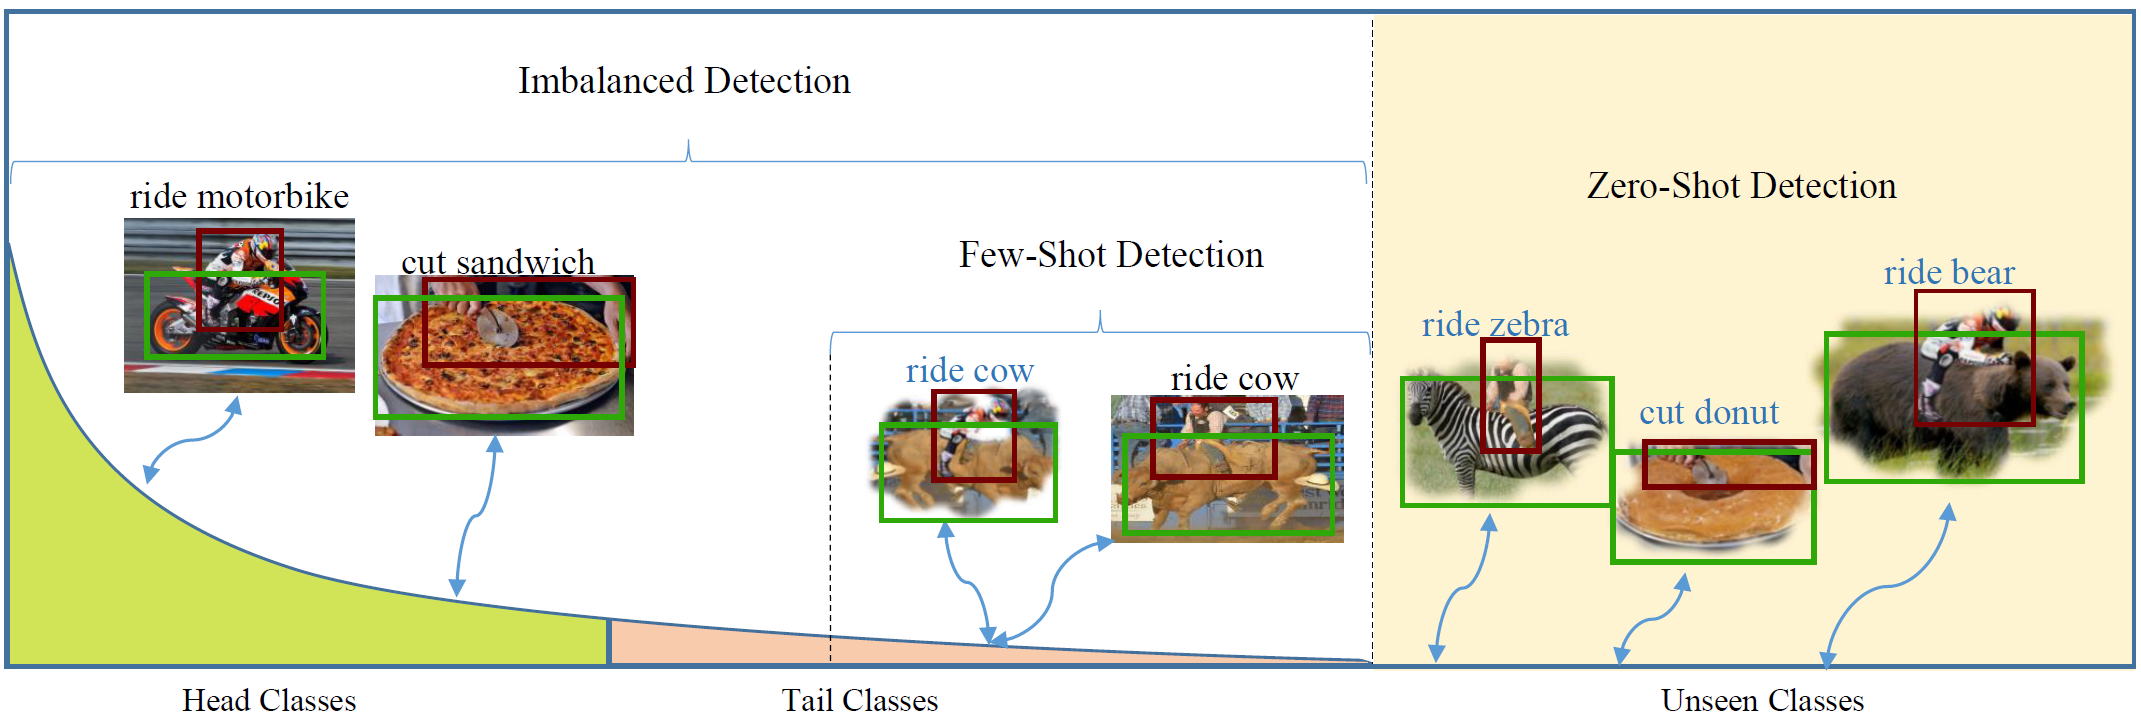 Imbalanced Detection
ride motorbike
cut sandwich
Few-Shot Detection
ride cow
ride cow
Zero-Shot Detection
ride zebra
cut donut
ride bear
REPSOL
Head Classes
Tail Classes
Unseen Classes